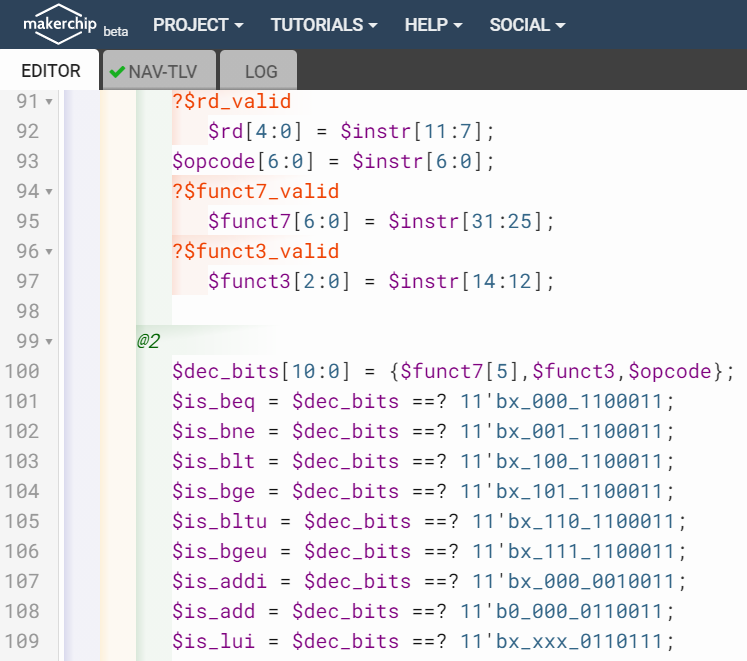 makerchip beta PROJECT TUTORIALS HELP SOCIAL
EDITOR NAV-TLV LOG
91 ?$rd_valid
92 $rd[4:0] = $instr[11:7];
93 $opcode[6:0] = $instr[6:0];
94 ?$funct7_valid
95 $funct7[6:0] = $instr[31:25];
96 ?$funct3_valid
97 $funct3[2:0] = $instr[14:12];
98
99 @2
100 $dec_bits[10:0] = {$funct7[5],$funct3,$opcode};
101 $is_beq = $dec_bits ==? 11'bx_000_1100011;
102 $is_bne = $dec_bits ==? 11'bx_001_1100011;
103 $is_blt = $dec_bits ==? 11'bx_100_1100011;
104 $is_bge = $dec_bits ==? 11'bx_101_1100011;
105 $is_bltu = $dec_bits ==? 11'bx_110_1100011;
106 $is_bgeu = $dec_bits ==? 11'bx_111_1100011;
107 $is_addi = $dec_bits ==? 11'bx_000_0010011;
108 $is_add = $dec_bits ==? 11'b0_000_0110011;
109 $is_lui = $dec_bits ==? 11'bx_xxx_0110111;